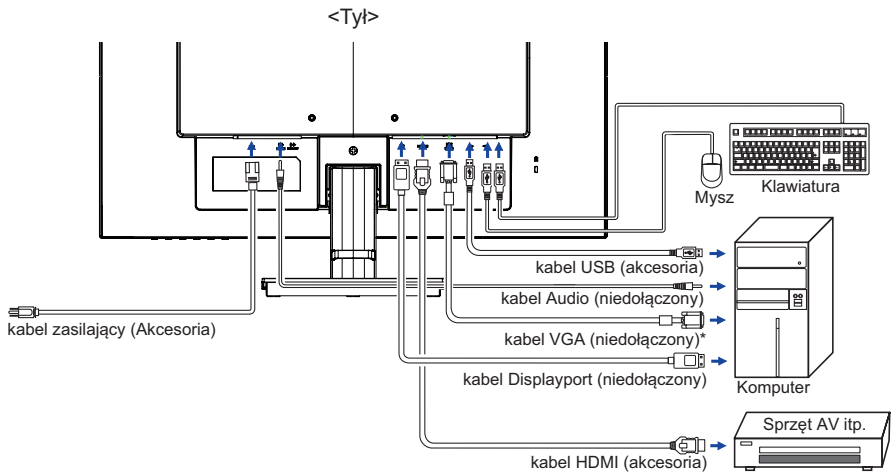 <Tył>
Mysz
Klawiatura
kabel USB (akcesoria)
kabel Audio (niedołączony)
kabel zasilający (Akcesoria)
kabel VGA (niedołączony)*
kabel Displayport (niedołączony)
Komputer
Sprzęt AV itp.
kabel HDMI (akcesoria)